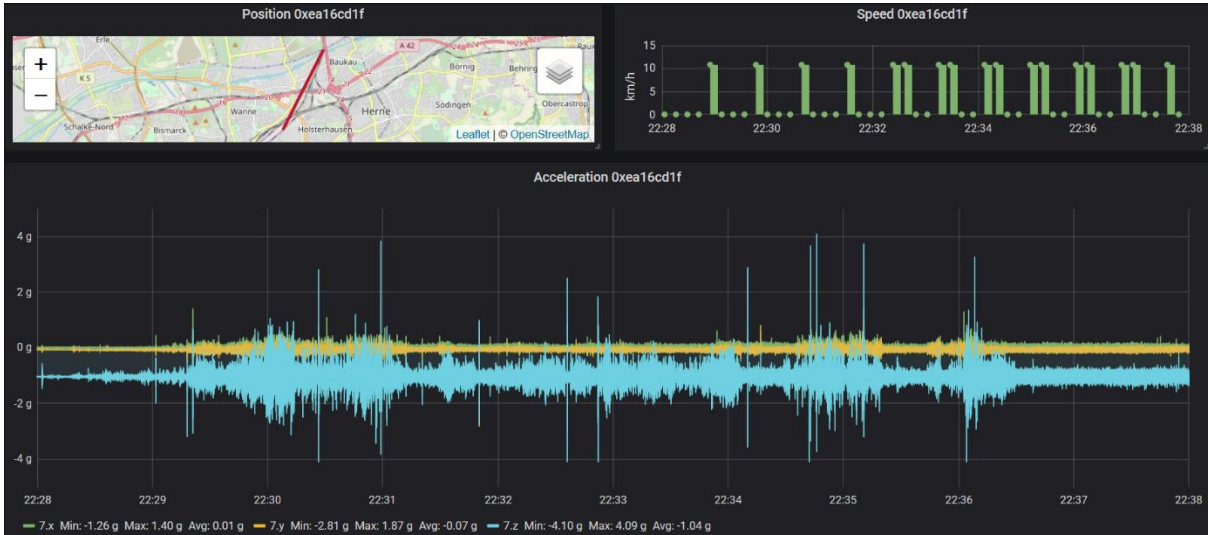 Position 0xea16cd1f
Erle
+
−
A 42
Baukau
K 5
Börnig
Behring
Wanne
Herne
Sodingen
Obercastrop
Schalke-Nord
Bismarck
Holsterhausen
Leaflet | © OpenStreetMap
Speed 0xea16cd1f
km/h
15
10
5
0
22:28 22:30 22:32 22:34 22:36 22:38
Acceleration 0xea16cd1f
4 g
2 g
0 g
-2 g
-4 g
22:28 22:29 22:30 22:31 22:32 22:33 22:34 22:35 22:36 22:37 22:38
7.x Min: -1.26 g Max: 1.40 g Avg: 0.01 g 7.y Min: -2.81 g Max: 1.87 g Avg: -0.07 g 7.z Min: -4.10 g Max: 4.09 g Avg: -1.04 g